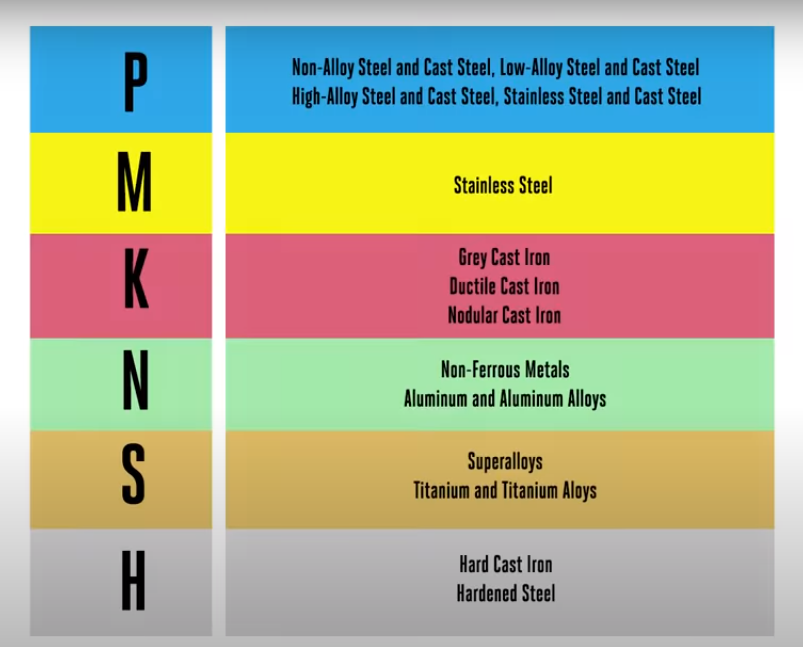 P
Non-Alloy Steel and Cast Steel, Low-Alloy Steel and Cast Steel
High-Alloy Steel and Cast Steel, Stainless Steel and Cast Steel
M
Stainless Steel
K
Grey Cast Iron
Ductile Cast Iron
Nodular Cast Iron
N
Non-Ferrous Metals
Aluminum and Aluminum Alloys
S
Superalloys
Titanium and Titanium Aloys
H
Hard Cast Iron
Hardened Steel